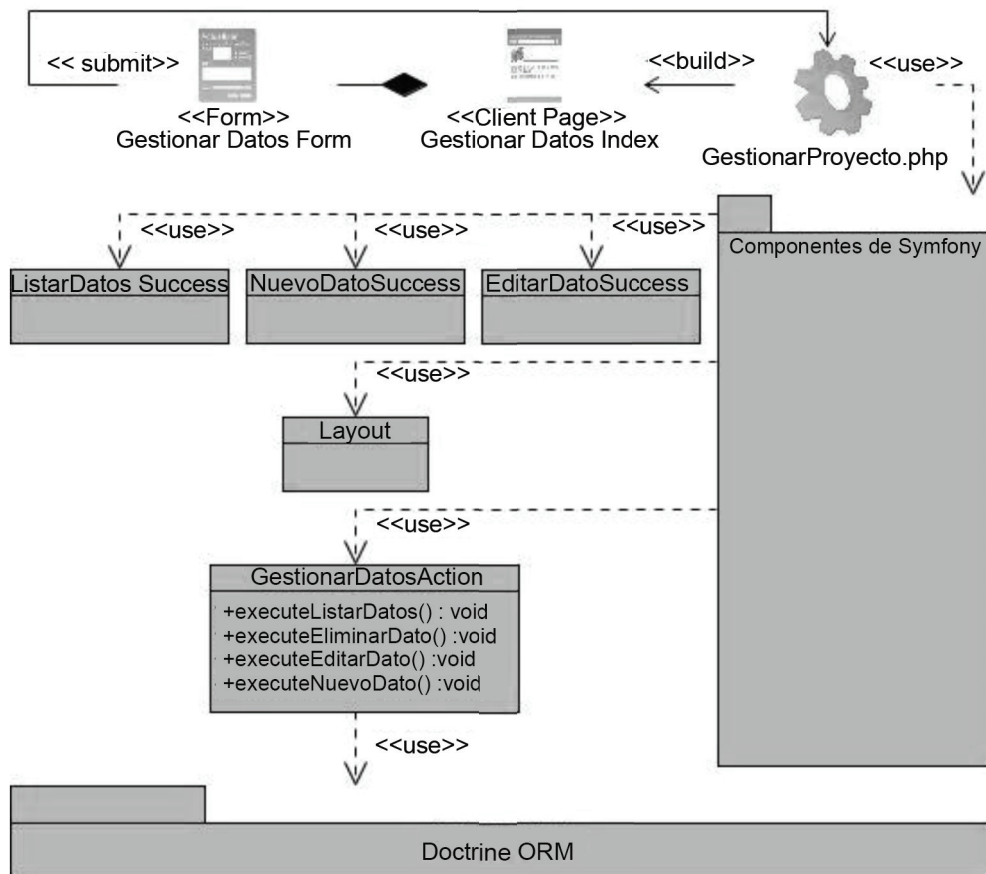 << submit>>
<<build>>
<<use>>
<<Form>>
Gestionar Datos Form
<<Client Page>>
Gestionar Datos Index
GestionarProyecto.php
<<use>>
<<use>>
<<use>>
Componentes de Symfony
ListarDatos Success
NuevoDatoSuccess
EditarDatoSuccess
<<use>>
Layout
<<use>>
GestionarDatosAction
+executeListarDatos() : void
+executeEliminarDato() :void
+executeEditarDato() :void
+executeNuevoDato() :void
<<use>>
Doctrine ORM